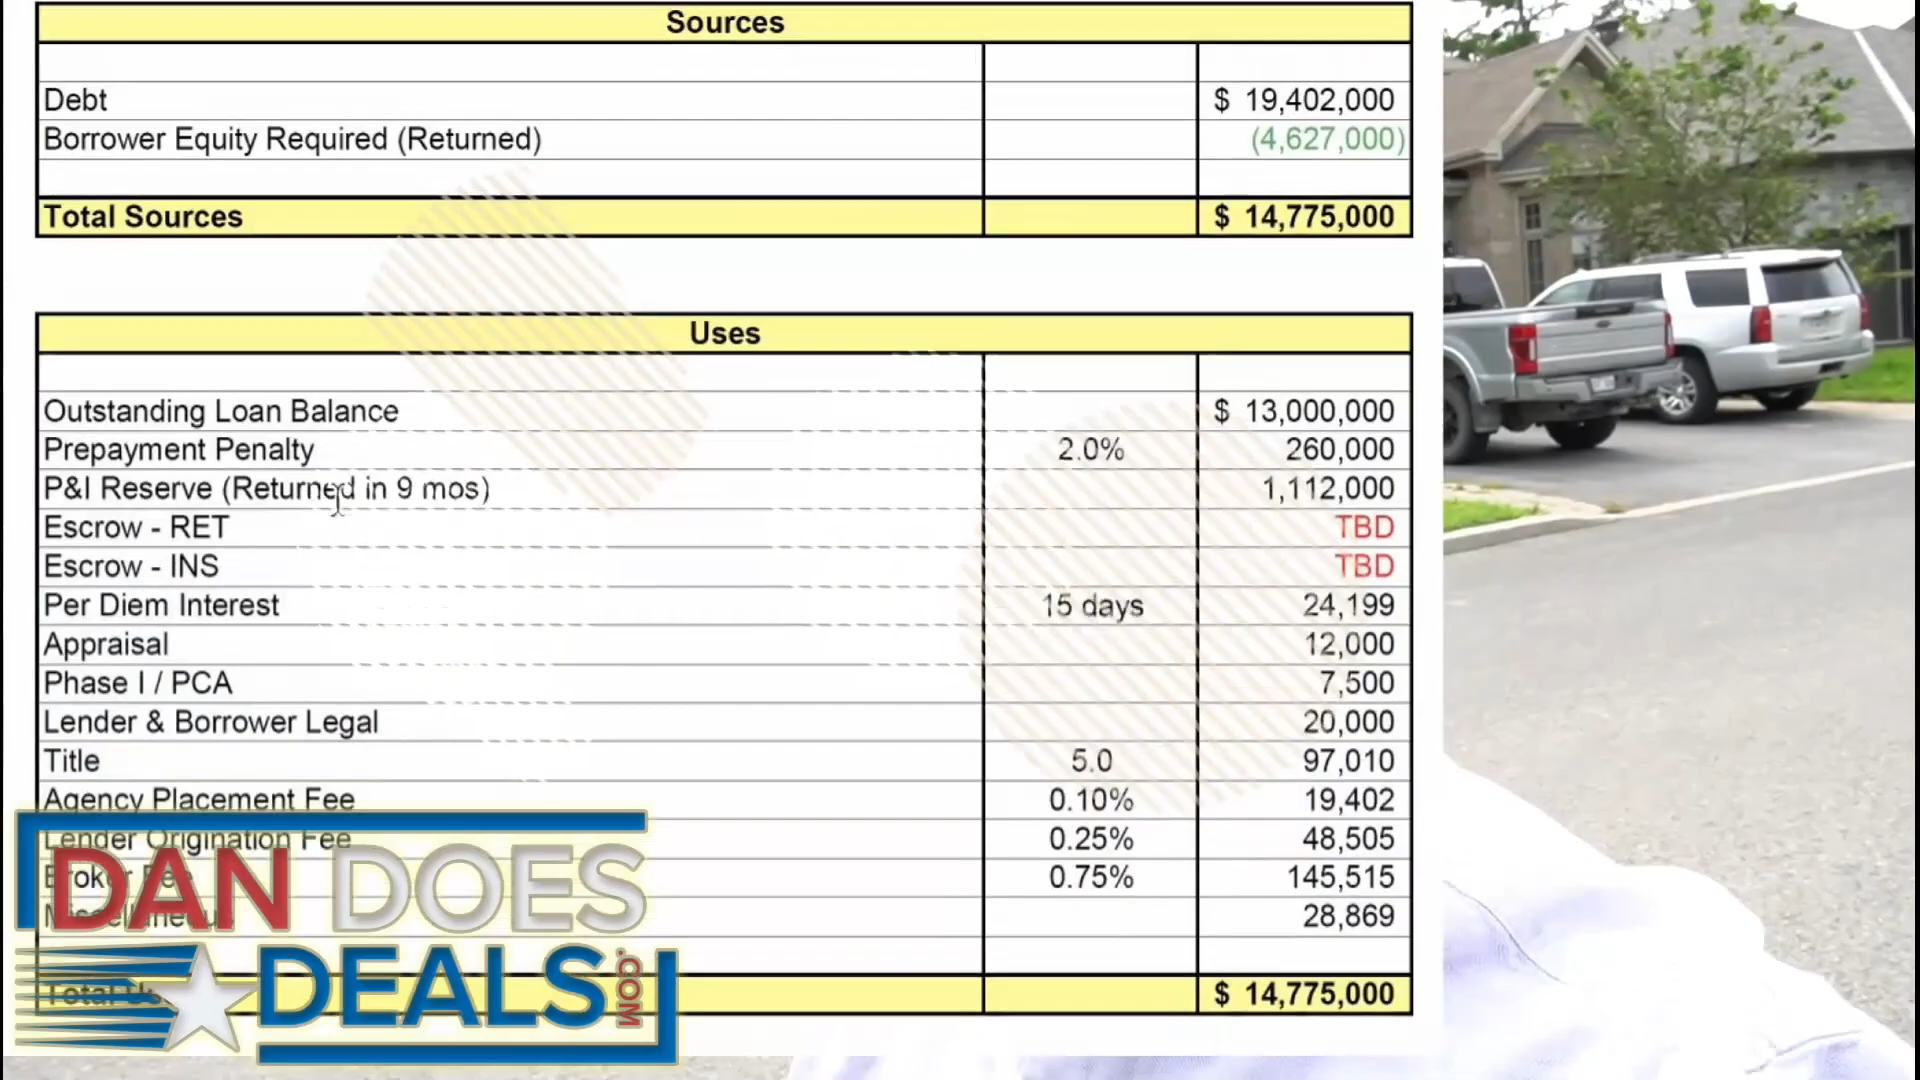 Sources
Debt $ 19,402,000
Borrower Equity Required (Returned) (4,627,000)
Total Sources $ 14,775,000
Uses
Outstanding Loan Balance $ 13,000,000
Prepayment Penalty 2.0% 260,000
P&I Reserve (Returned in 9 mos) 1,112,000
Escrow - RET TBD
Escrow - INS TBD
Per Diem Interest 15 days 24,199
Appraisal 12,000
Phase I / PCA 7,500
Lender & Borrower Legal 20,000
Title 5.0 97,010
Agency Placement Fee 0.10% 19,402
Lender Origination Fee 0.25% 48,505
Broker Fee 0.75% 145,515
Miscellaneous 28,869
Total $ 14,775,000
DAN DOES
DEALS .COM